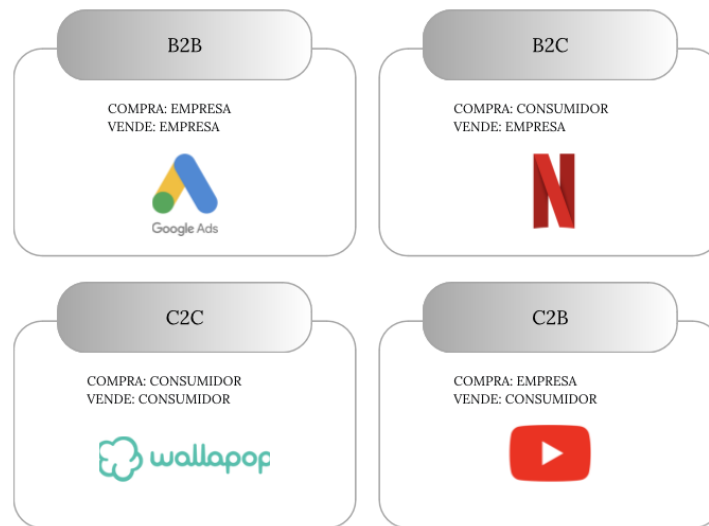 B2B
COMPRA: EMPRESA
VENDE: EMPRESA
Google Ads
B2C
COMPRA: CONSUMIDOR
VENDE: EMPRESA
N
C2C
COMPRA: CONSUMIDOR
VENDE: CONSUMIDOR
wallapop
C2B
COMPRA: EMPRESA
VENDE: CONSUMIDOR